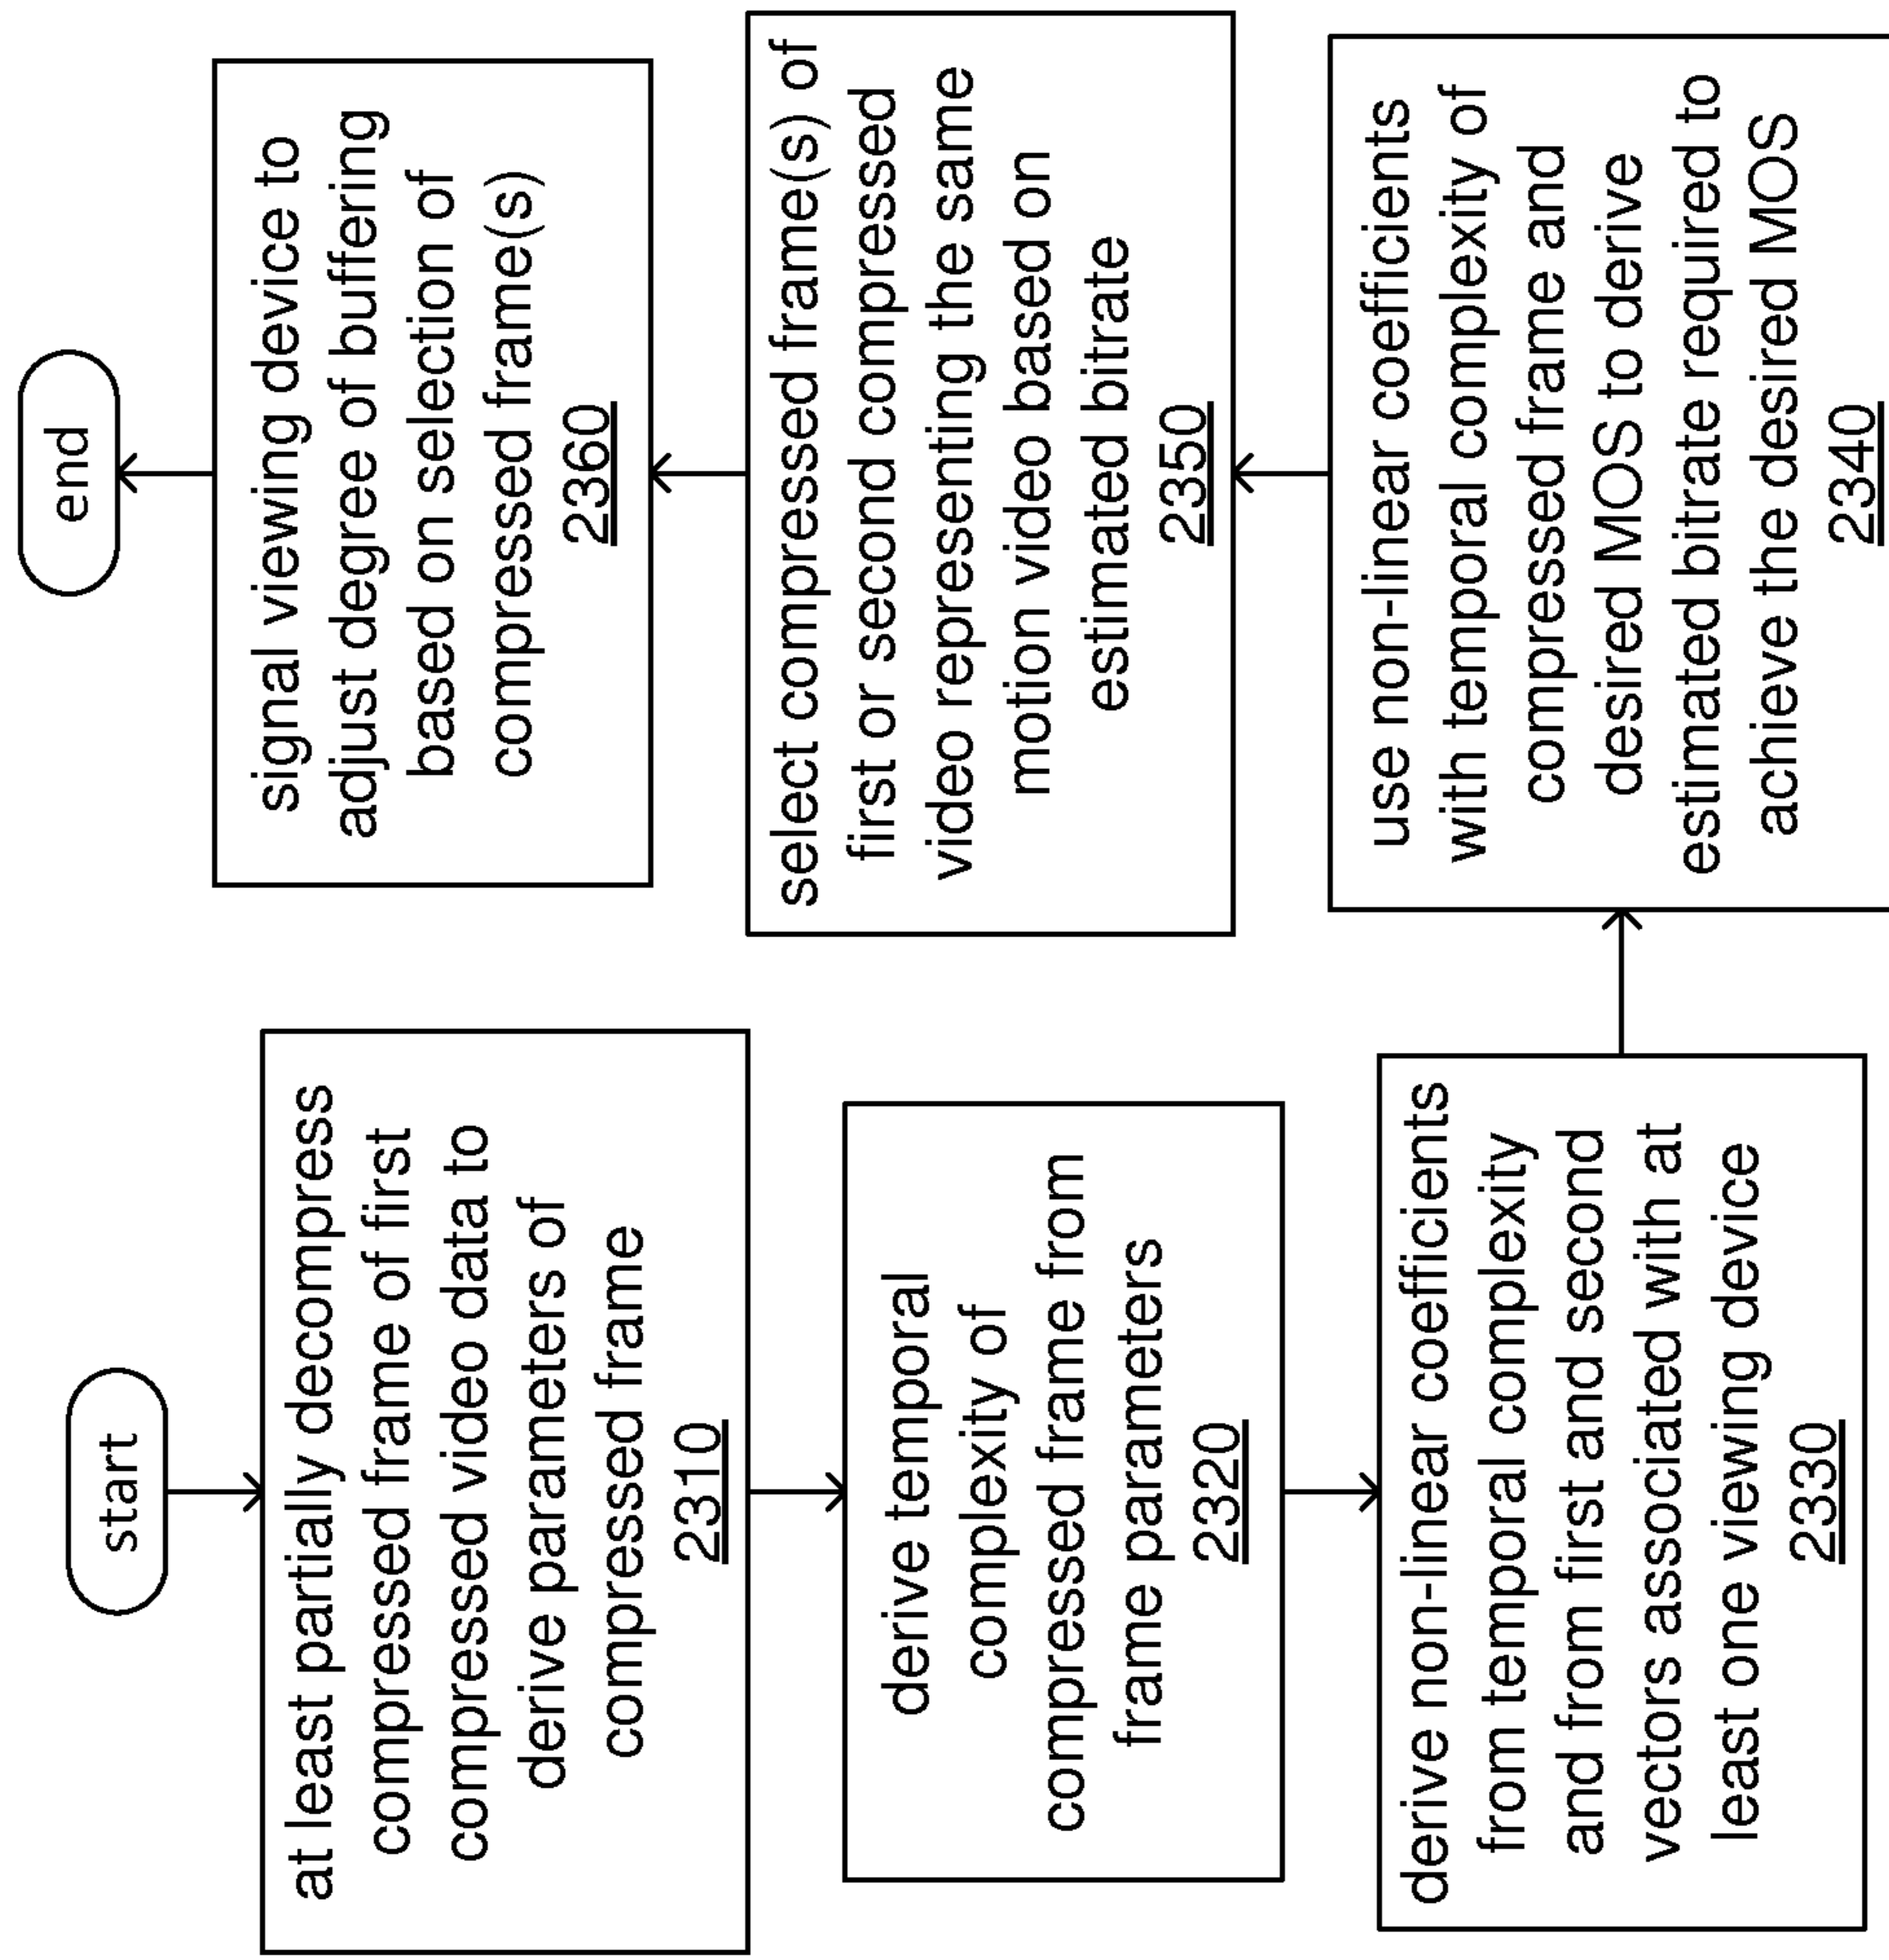 start
at least partially decompress
compressed frame of first
compressed video data to
derive parameters of
compressed frame
2310
derive temporal
complexity of
compressed frame from
frame parameters
2320
derive non-linear coefficients
from temporal complexity
and from first and second
vectors associated with at
least one viewing device
2330
use non-linear coefficients
with temporal complexity of
compressed frame and
desired MOS to derive
estimated bitrate required to
achieve the desired MOS
2340
select compressed frame(s) of
first or second compressed
video representing the same
motion video based on
estimated bitrate
2350
signal viewing device to
adjust degree of buffering
based on selection of
compressed frame(s)
2360
end